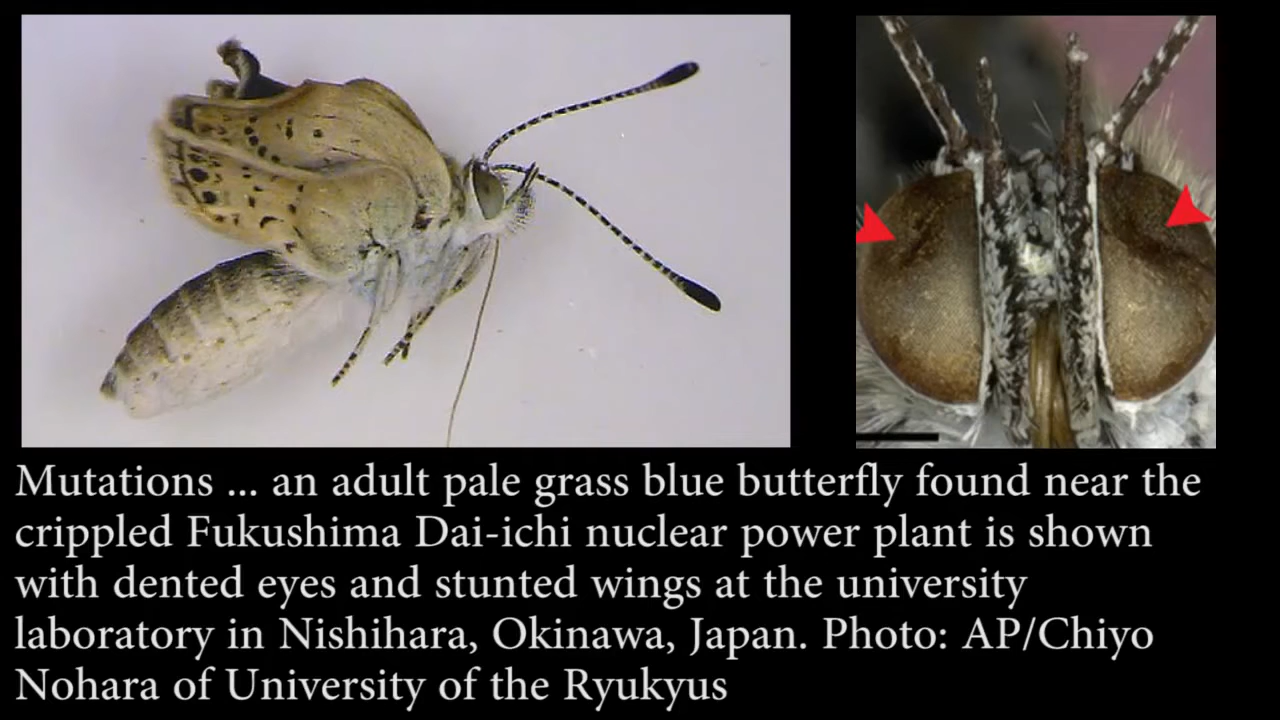 Mutations ... an adult pale grass blue butterfly found near the
crippled Fukushima Dai-ichi nuclear power plant is shown
with dented eyes and stunted wings at the university
laboratory in Nishihara, Okinawa, Japan. Photo: AP/Chiyo
Nohara of University of the Ryukyus